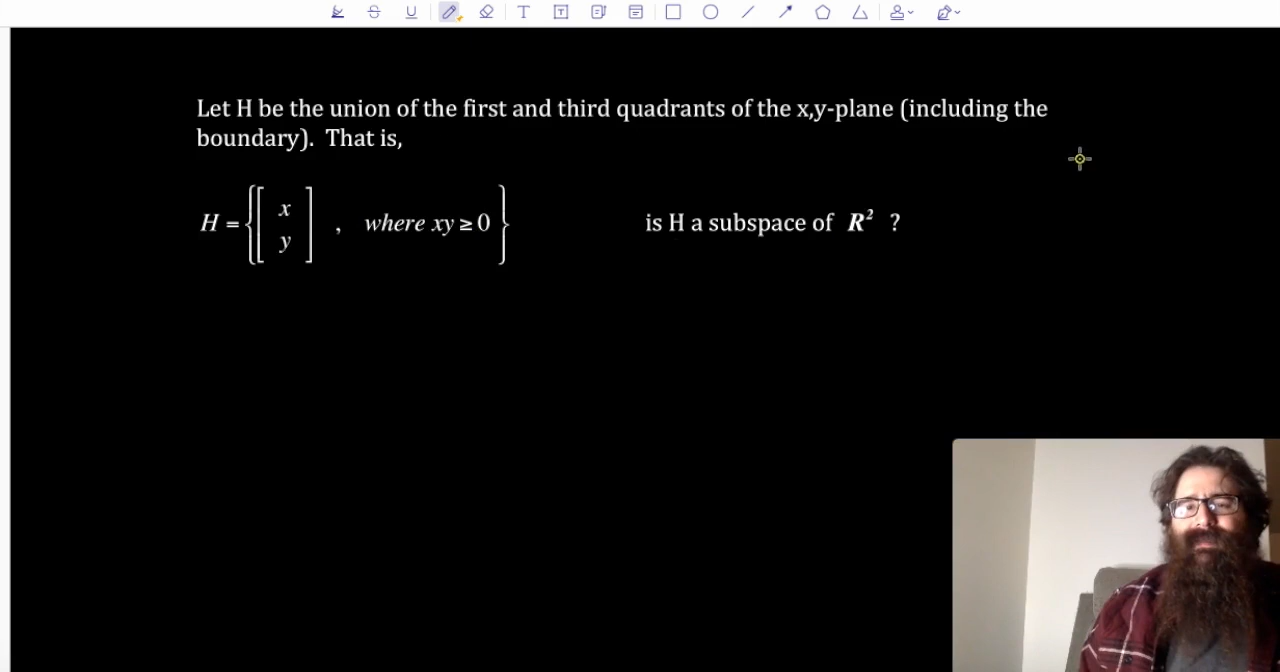 Let H be the union of the first and third quadrants of the x,y-plane (including the
boundary). That is,
H = { [ x y ] , where xy ≥ 0 } is H a subspace of R² ?